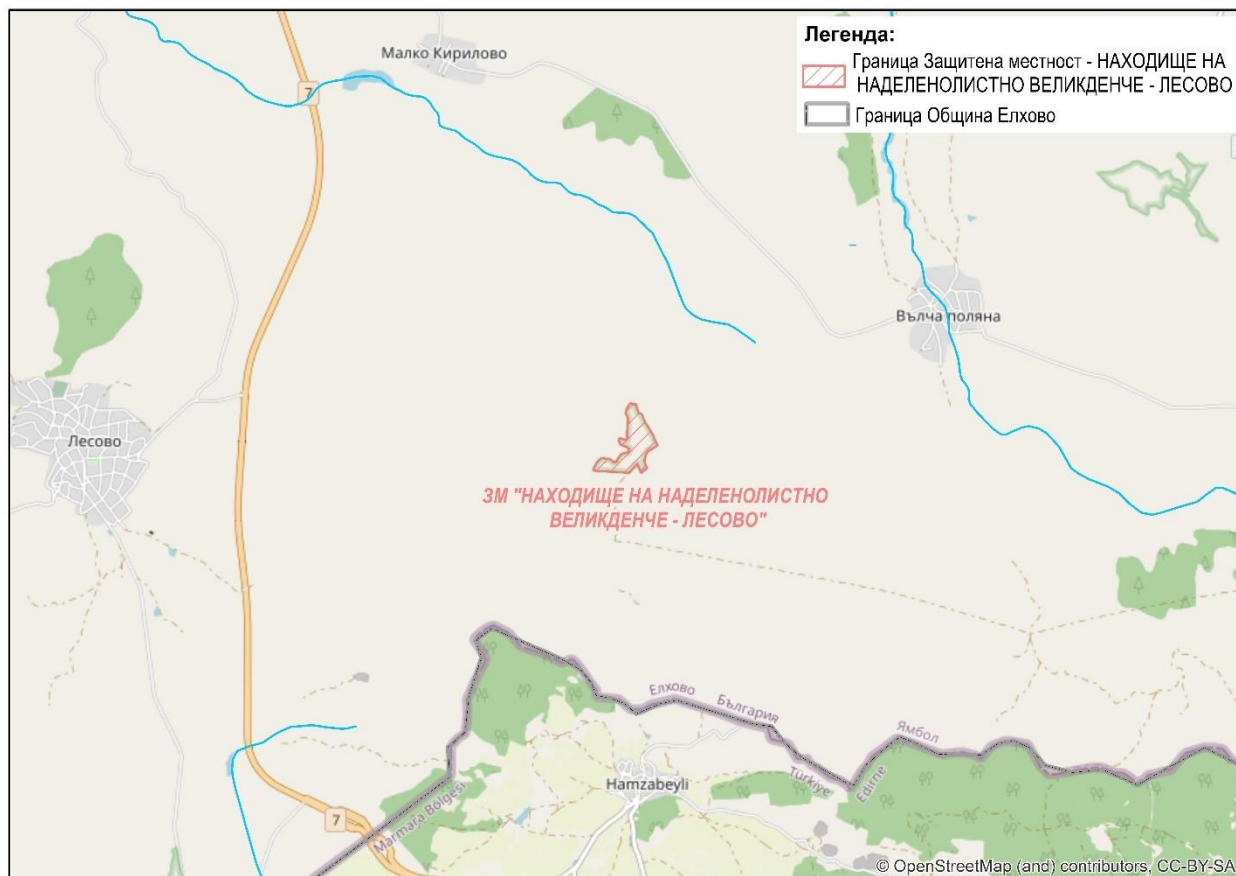 Легенда:
Граница Защитена местност - НАХОДИЩЕ НА
НАДЕЛЕНОЛИСТНО ВЕЛИКДЕНЧЕ - ЛЕСОВО
Граница Община Елхово
Малко Кирилово
7
Вълча поляна
Лесово
ЗМ "НАХОДИЩЕ НА НАДЕЛЕНОЛИСТНО
ВЕЛИКДЕНЧЕ - ЛЕСОВО"
Елхово
България
Ямбол
Türkiye
Edirne
Hamzabeyli
Marmara Bölgesi
7
© OpenStreetMap (and) contributors, CC-BY-SA